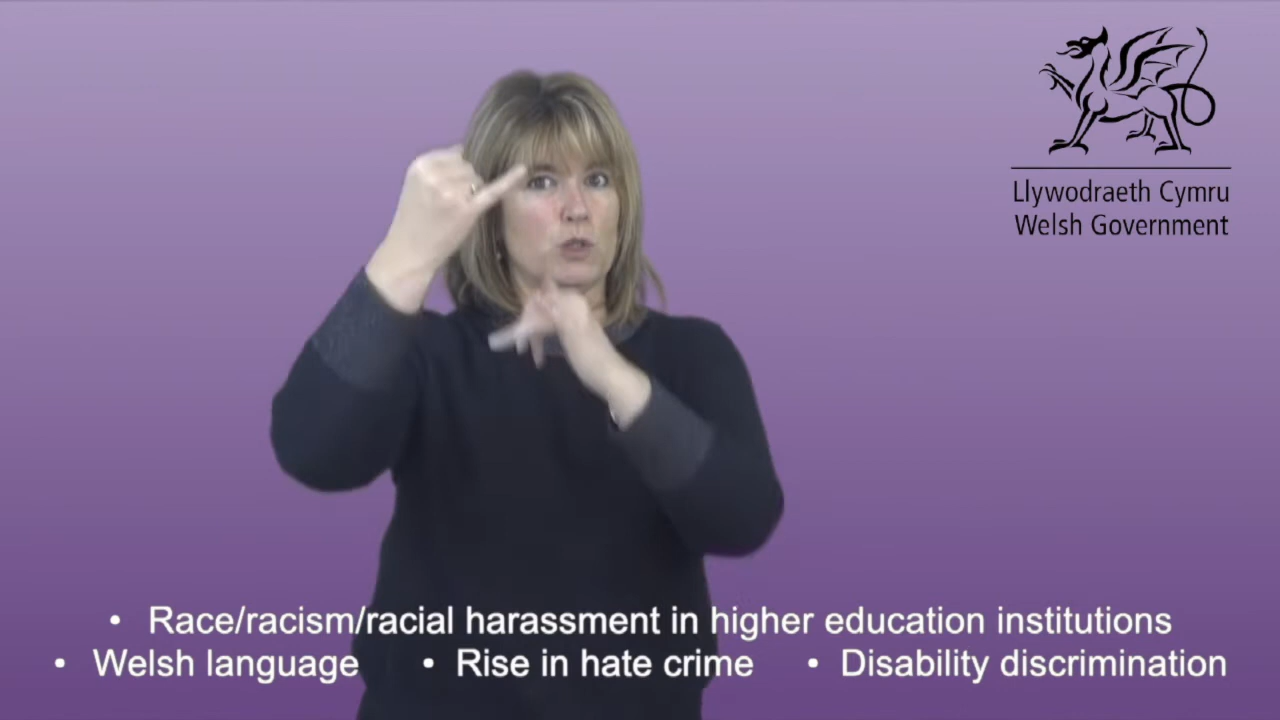 Llywodraeth Cymru
Welsh Government
• Race/racism/racial harassment in higher education institutions
• Welsh language • Rise in hate crime • Disability discrimination